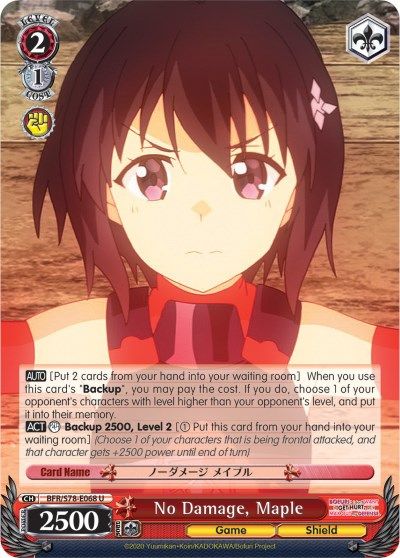 LEVEL
2
1
COST
AUTO [Put 2 cards from your hand into your waiting room] When you use
this card's "Backup", you may pay the cost. If you do, choose 1 of your
opponent's characters with level higher than your opponent's level, and put
it into their memory.
ACT Backup 2500, Level 2 [① Put this card from your hand into your
waiting room] (Choose 1 of your characters that is being frontal attacked, and
that character gets +2500 power until end of turn)
Card Name ノーダメージ メイプル
CH BFR/S78-E068 U
POWER 2500
No Damage, Maple
Game Shield
©2020 Yuumikan・Koin/KADOKAWA/Bofuri Project